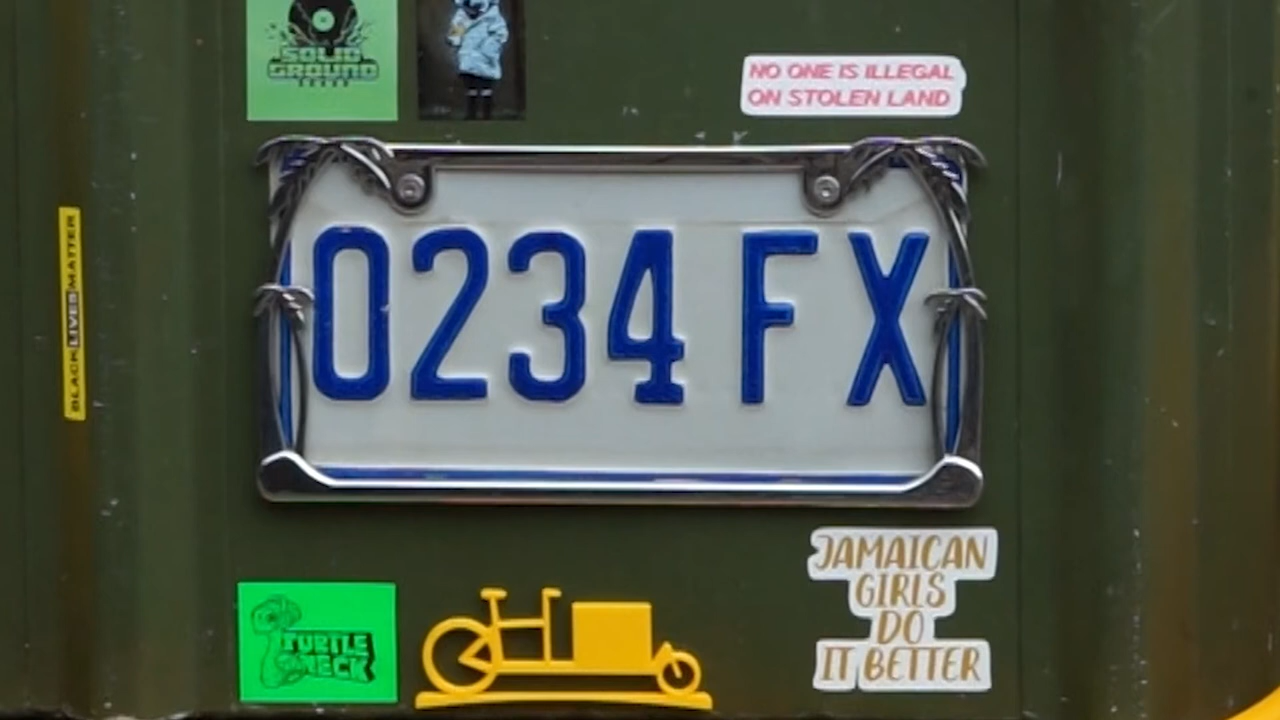 SOLID
GROUND
NO ONE IS ILLEGAL
ON STOLEN LAND
BLACK LIVES MATTER
0234 FX
JAMAICAN
GIRLS
DO
IT BETTER
TURTLE
NECK